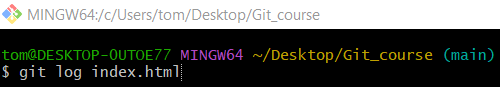 MINGW64:/c/Users/tom/Desktop/Git_course
tom@DESKTOP-OUTOE77 MINGW64 ~/Desktop/Git_course (main)
$ git log index.html